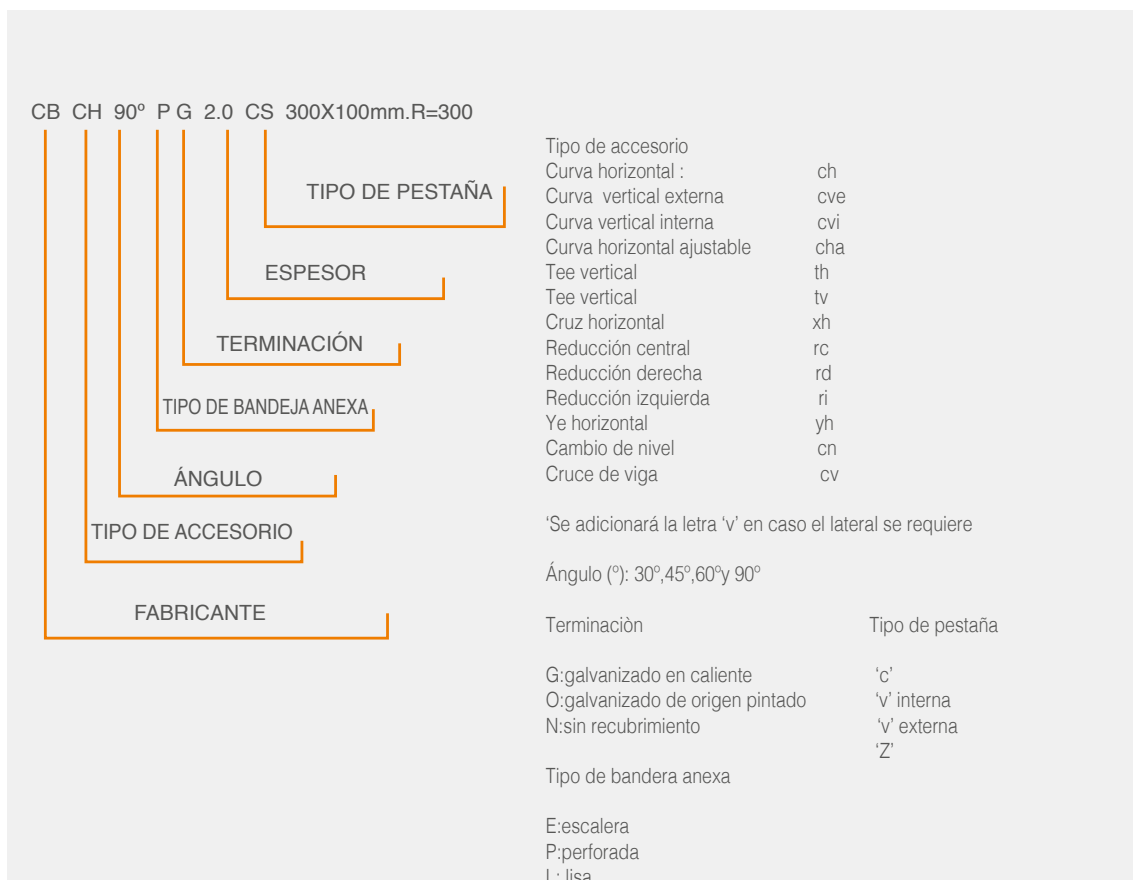 CB CH 90º P G 2.0 CS 300X100mm.R=300
TIPO DE PESTAÑA
ESPESOR
TERMINACIÓN
TIPO DE BANDEJA ANEXA
ÁNGULO
TIPO DE ACCESORIO
FABRICANTE
Tipo de accesorio
Curva horizontal : ch
Curva vertical externa cve
Curva vertical interna cvi
Curva horizontal ajustable cha
Tee vertical th
Tee vertical tv
Cruz horizontal xh
Reducción central rc
Reducción derecha rd
Reducción izquierda ri
Ye horizontal yh
Cambio de nivel cn
Cruce de viga cv
‘Se adicionará la letra ‘v’ en caso el lateral se requiere
Ángulo (º): 30º,45º,60ºy 90º
Terminaciòn Tipo de pestaña
G:galvanizado en caliente ‘c’
O:galvanizado de origen pintado ‘v’ interna
N:sin recubrimiento ‘v’ externa
‘Z’
Tipo de bandera anexa
E:escalera
P:perforada
L: lisa